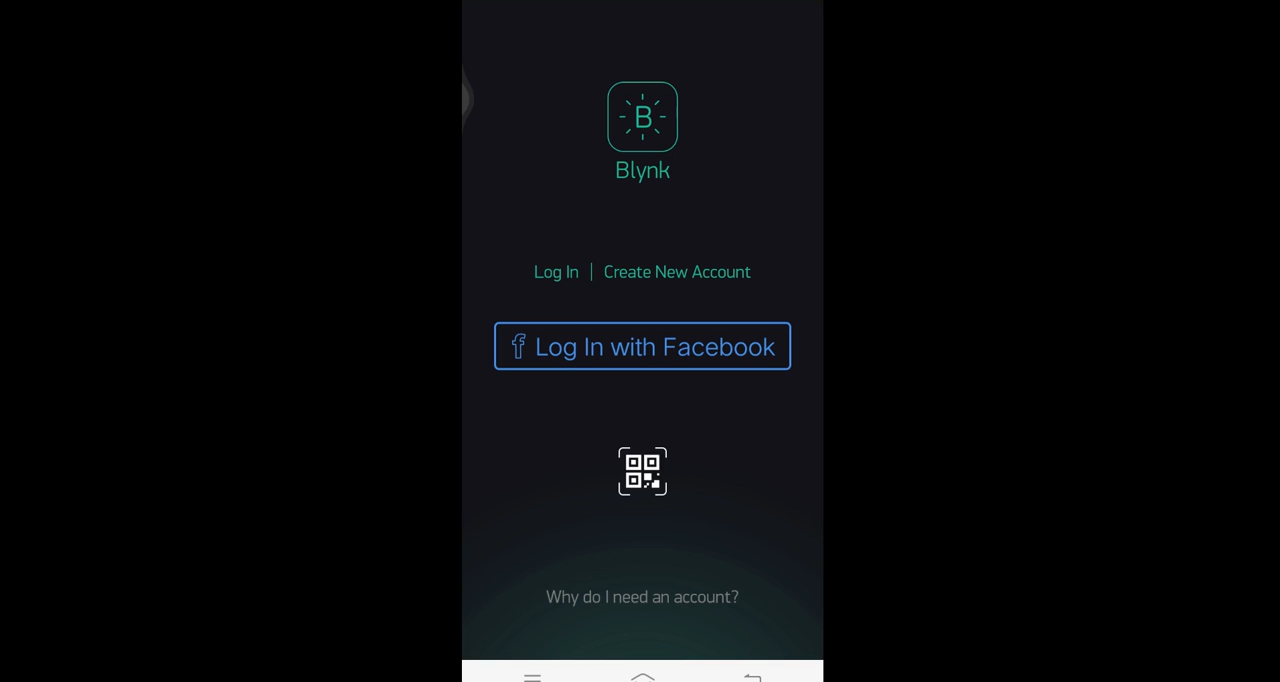 B
Blynk
Log In | Create New Account
f Log In with Facebook
Why do I need an account?